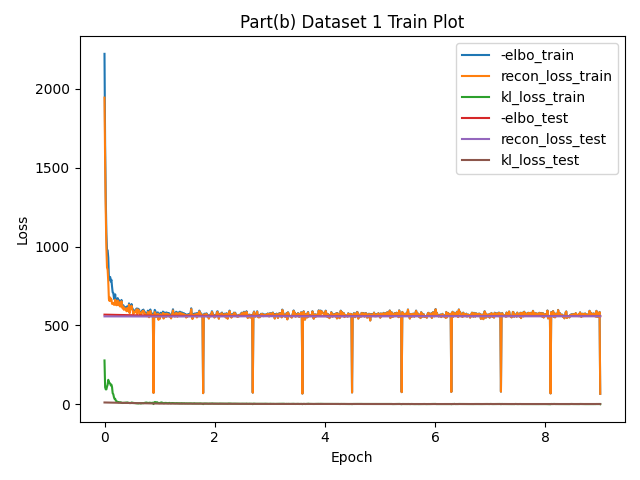 Part(b) Dataset 1 Train Plot
-elbo_train
recon_loss_train
kl_loss_train
-elbo_test
recon_loss_test
kl_loss_test
Loss
2000
1500
1000
500
0
0 2 4 6 8
Epoch